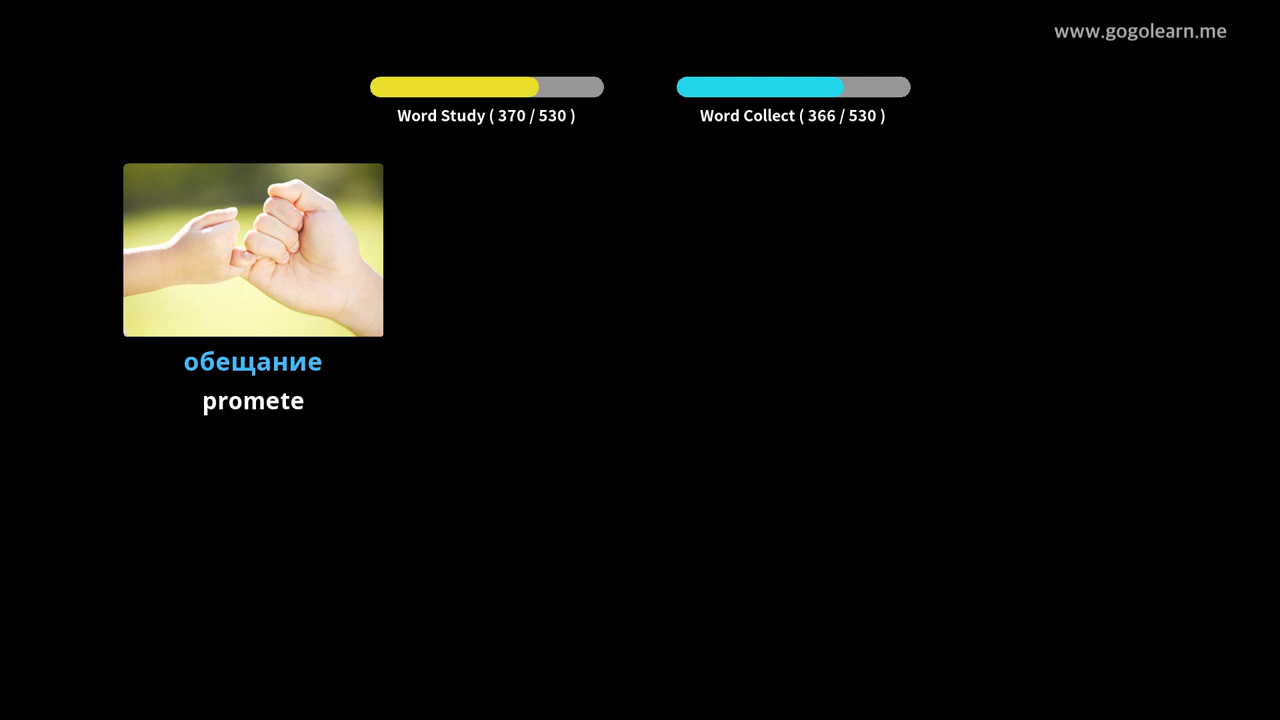 www.gogolearn.me
Word Study ( 370 / 530 )
Word Collect ( 366 / 530 )
обещание
promete